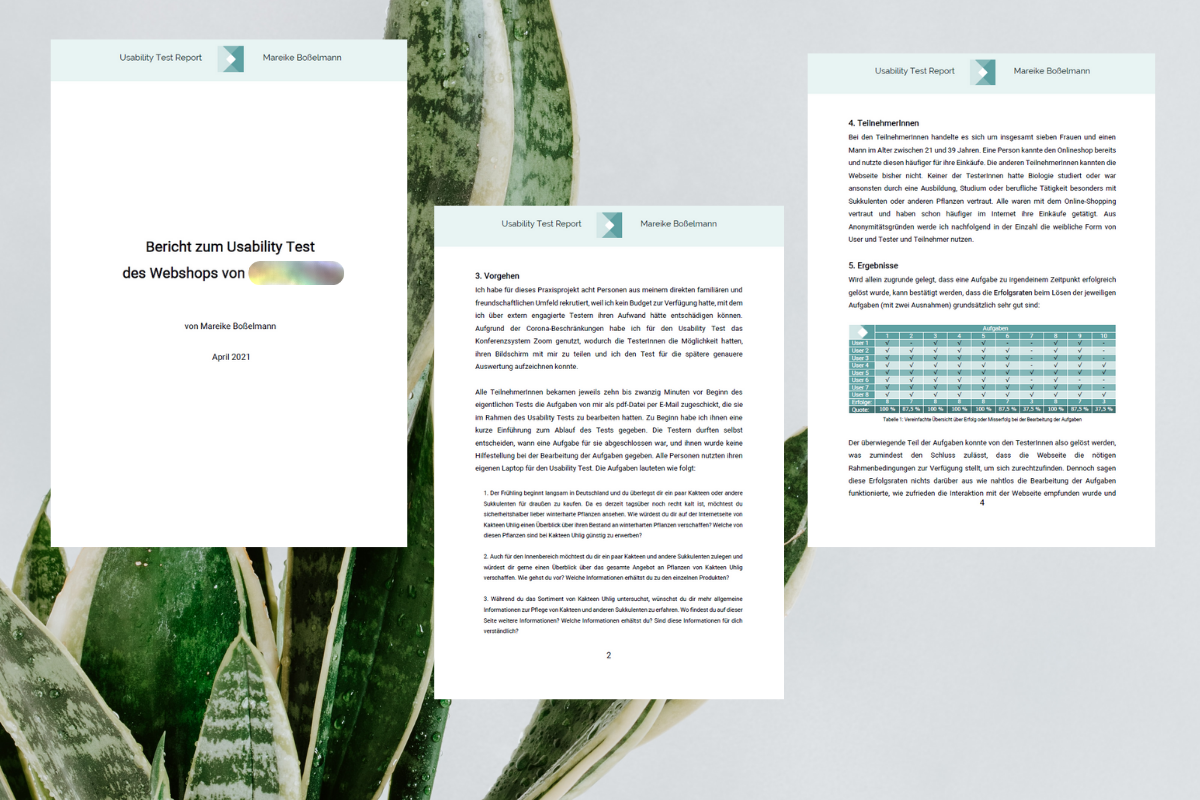 Usability Test Report
Mareike Boßelmann
Bericht zum Usability Test
des Webshops von
von Mareike Boßelmann
April 2021
Usability Test Report
Mareike Boßelmann
3. Vorgehen
Ich habe für dieses Praxisprojekt acht Personen aus meinem direkten familiären und
freundschaftlichen Umfeld rekrutiert, weil ich kein Budget zur Verfügung hatte, mit dem
ich über extern engagierte Testern ihren Aufwand hätte entschädigen können.
Aufgrund der Corona-Beschränkungen habe ich für den Usability Test das
Konferenzsystem Zoom genutzt, wodurch die TesterInnen die Möglichkeit hatten,
ihren Bildschirm mit mir zu teilen und ich den Test für die spätere genauere
Auswertung aufzeichnen konnte.
Alle TeilnehmerInnen bekamen jeweils zehn bis zwanzig Minuten vor Beginn des
eigentlichen Tests die Aufgaben von mir als pdf-Datei per E-Mail zugeschickt, die sie
im Rahmen des Usability Tests zu bearbeiten hatten. Zu Beginn habe ich ihnen eine
kurze Einführung zum Ablauf des Tests gegeben. Die Testern durften selbst
entscheiden, wann eine Aufgabe für sie abgeschlossen war, und ihnen wurde keine
Hilfestellung bei der Bearbeitung der Aufgaben gegeben. Alle Personen nutzten ihren
eigenen Laptop für den Usability Test. Die Aufgaben lauteten wie folgt:
1. Der Frühling beginnt langsam in Deutschland und du überlegst dir ein paar Kakteen oder andere
Sukkulenten für draußen zu kaufen. Da es derzeit tagsüber noch recht kalt ist, möchtest du
sicherheitshalber lieber winterharte Pflanzen ansehen. Wie würdest du dir auf der Internetseite von
Kakteen Uhlig einen Überblick über ihren Bestand an winterharten Pflanzen verschaffen? Welche von
diesen Pflanzen sind bei Kakteen Uhlig günstig zu erwerben?
2. Auch für den Innenbereich möchtest du dir ein paar Kakteen und andere Sukkulenten zulegen und
würdest dir gerne einen Überblick über das gesamte Angebot an Pflanzen von Kakteen Uhlig
verschaffen. Wie gehst du vor? Welche Informationen erhältst du zu den einzelnen Produkten?
3. Während du das Sortiment von Kakteen Uhlig untersuchst, wünschst du dir mehr allgemeine
Informationen zur Pflege von Kakteen und anderen Sukkulenten zu erfahren. Wo findest du auf dieser
Seite weitere Informationen? Welche Informationen erhältst du? Sind diese Informationen für dich
verständlich?
2
Usability Test Report
Mareike Boßelmann
4. TeilnehmerInnen
Bei den TeilnehmerInnen handelte es sich um insgesamt sieben Frauen und einen
Mann im Alter zwischen 21 und 39 Jahren. Eine Person kannte den Onlineshop bereits
und nutzte diesen häufiger für ihre Einkäufe. Die anderen TeilnehmerInnen kannten die
Webseite bisher nicht. Keiner der TesterInnen hatte Biologie studiert oder war
ansonsten durch eine Ausbildung, Studium oder berufliche Tätigkeit besonders mit
Sukkulenten oder anderen Pflanzen vertraut. Alle waren mit dem Online-Shopping
vertraut und haben schon häufiger im Internet ihre Einkäufe getätigt. Aus
Anonymitätsgründen werde ich nachfolgend in der Einzahl die weibliche Form von
User und Tester und Teilnehmer nutzen.
5. Ergebnisse
Wird allein zugrunde gelegt, dass eine Aufgabe zu irgendeinem Zeitpunkt erfolgreich
gelöst wurde, kann bestätigt werden, dass die Erfolgsraten beim Lösen der jeweiligen
Aufgaben (mit zwei Ausnahmen) grundsätzlich sehr gut sind:
Aufgaben
1 2 3 4 5 6 7 8 9 10
User 1
User 2
User 3
User 4
User 5
User 6
User 7
User 8
Erfolge: 8 7 8 8 8 7 3 8 7 3
Quote: 100 % 87,5 % 100 % 100 % 100 % 87,5 % 37,5 % 100 % 87,5 % 37,5 %
Tabelle 1: Vereinfachte Übersicht über Erfolg oder Misserfolg bei der Bearbeitung der Aufgaben
Der überwiegende Teil der Aufgaben konnte von den TesterInnen also gelöst werden,
was zumindest den Schluss zulässt, dass die Webseite die nötigen
Rahmenbedingungen zur Verfügung stellt, um sich zurechtzufinden. Dennoch sagen
diese Erfolgsraten nichts darüber aus wie nahtlos die Bearbeitung der Aufgaben
funktionierte, wie zufrieden die Interaktion mit der Webseite empfunden wurde und
4